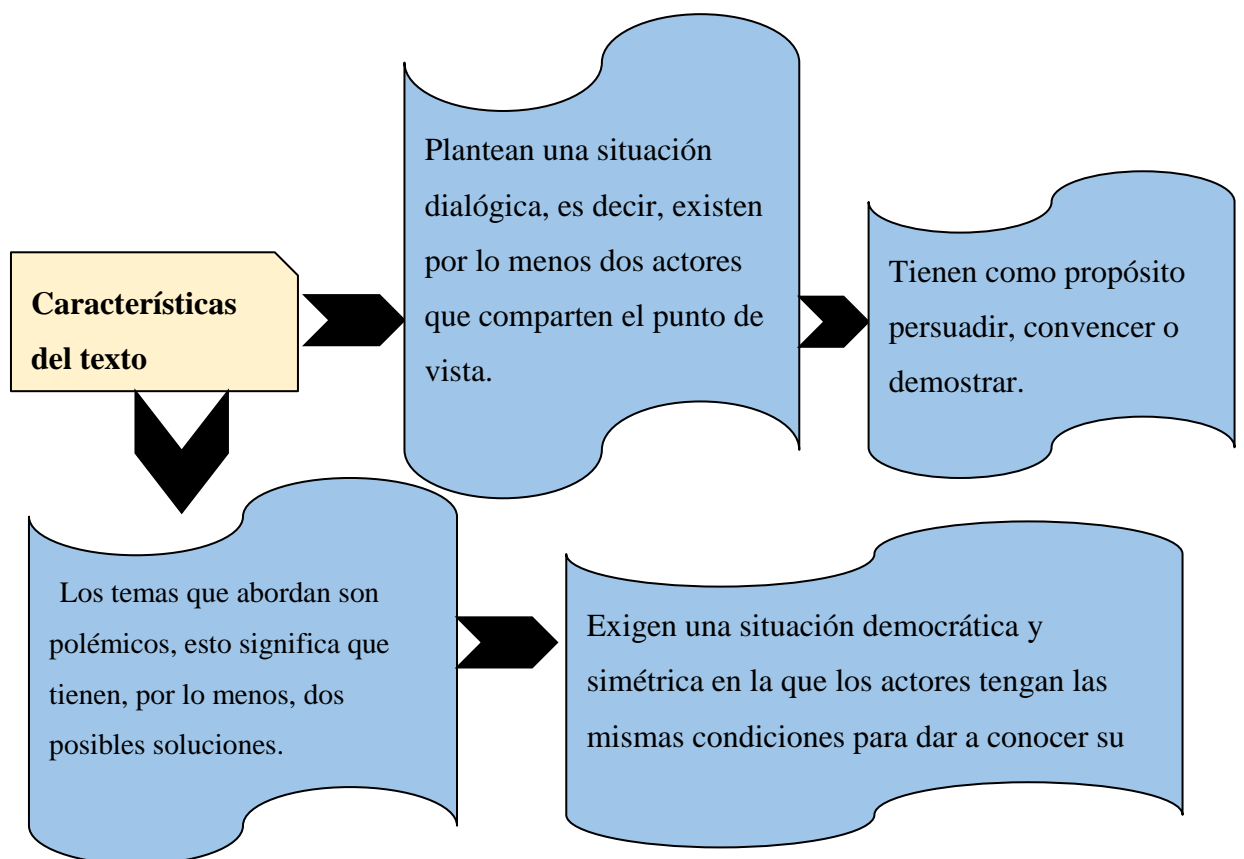 Característícas
del texto
Plantean una situación
dialógica, es decir, existen
por lo menos dos actores
que comparten el punto de
vista.
Tienen como propósito
persuadir, convencer o
demostrar.
Los temas que abordan son
polémicos, esto significa que
tienen, por lo menos, dos
posibles soluciones.
Exigen una situación democrática y
simétrica en la que los actores tengan las
mismas condiciones para dar a conocer su